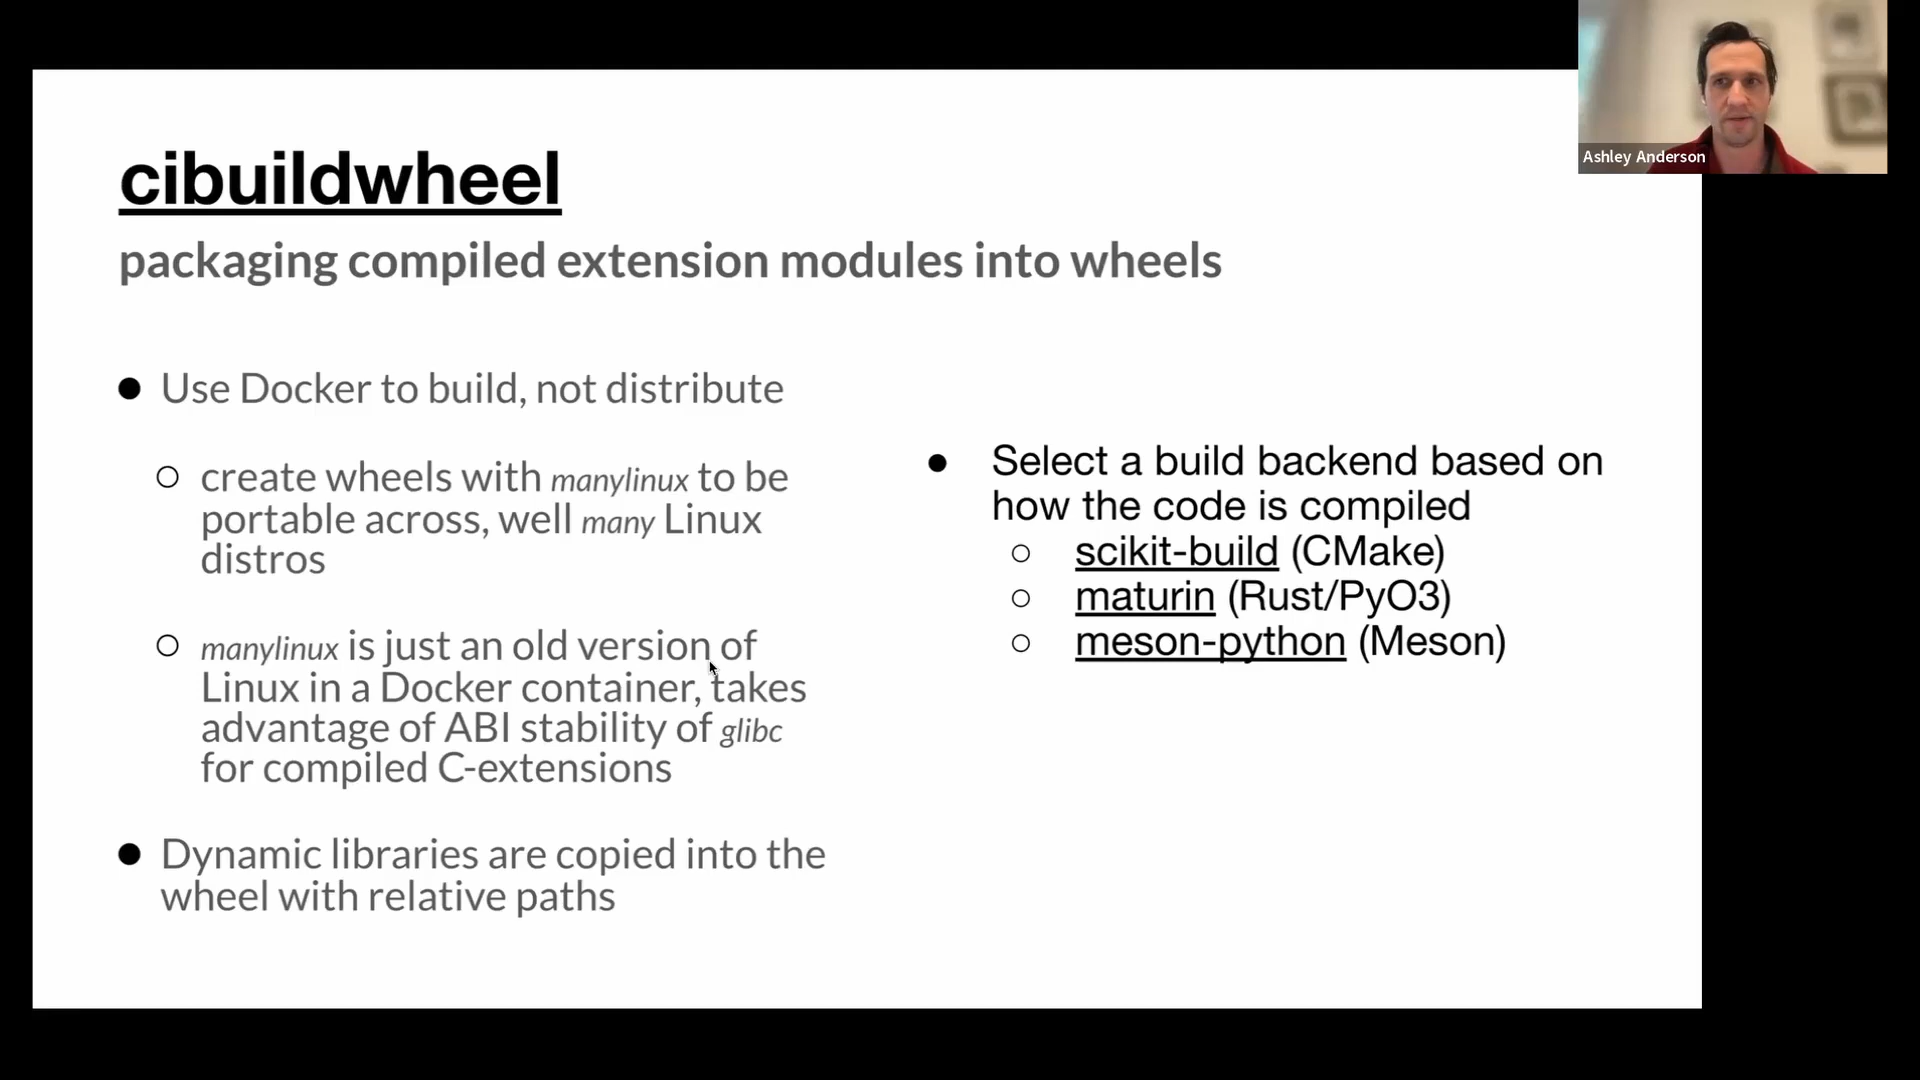 cibuildwheel
packaging compiled extension modules into wheels
● Use Docker to build, not distribute
○ create wheels with manylinux to be
portable across, well many Linux
distros
○ manylinux is just an old version of
Linux in a Docker container, takes
advantage of ABI stability of glibc
for compiled C-extensions
● Dynamic libraries are copied into the
wheel with relative paths
● Select a build backend based on
how the code is compiled
○ scikit-build (CMake)
○ maturin (Rust/PyO3)
○ meson-python (Meson)
Ashley Anderson